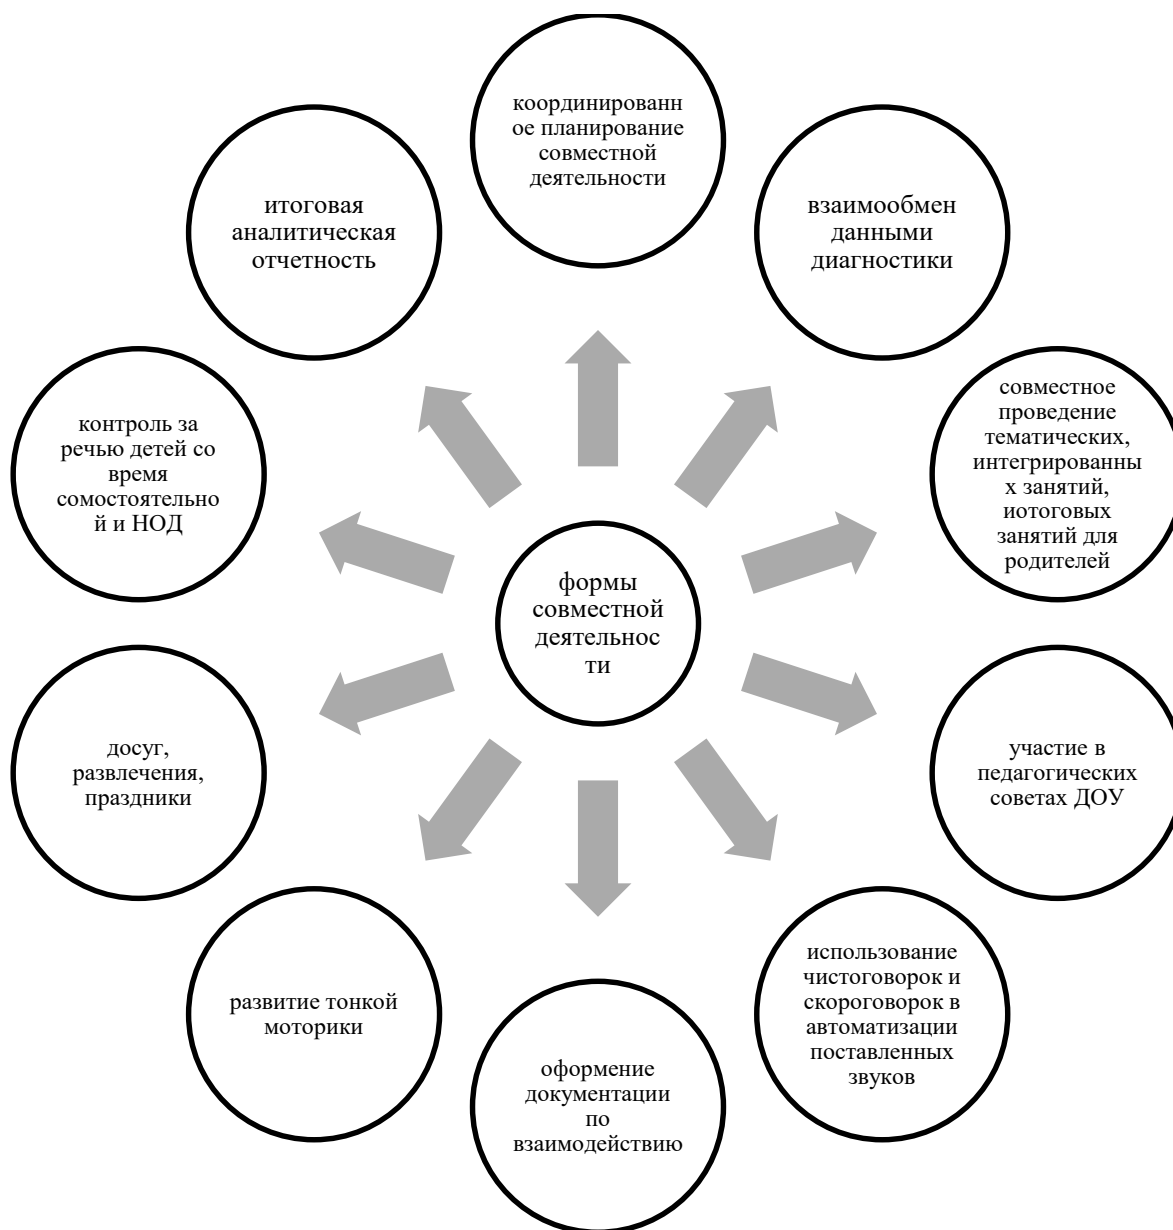 координированн
ое планирование
совместной
деятельности
взаимообмен
данными
диагностики
совместное
проведение
тематических,
интегрированны
х занятий,
иотоговых
занятий для
родителей
участие в
педагогических
советах ДОУ
использование
чистоговорок и
скороговорок в
автоматизации
поставленных
звуков
оформение
документации
по
взаимодействию
развитие тонкой
моторики
досуг,
развлечения,
праздники
контроль за
речью детей со
время
сомостоятельно
й и НОД
итоговая
аналитическая
отчетность
формы
совместной
деятельнос
ти